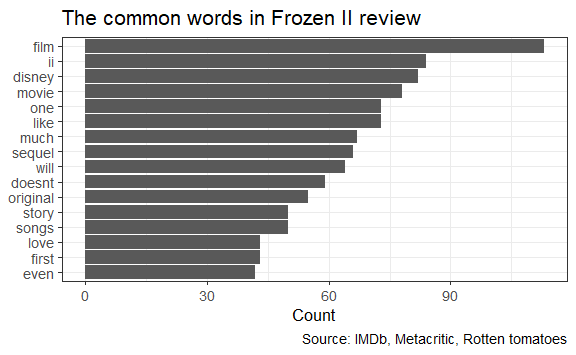 The common words in Frozen II review
film
ii
disney
movie
one
like
much
sequel
will
doesnt
original
story
songs
love
first
even
0 30 60 90
Count
Source: IMDb, Metacritic, Rotten tomatoes